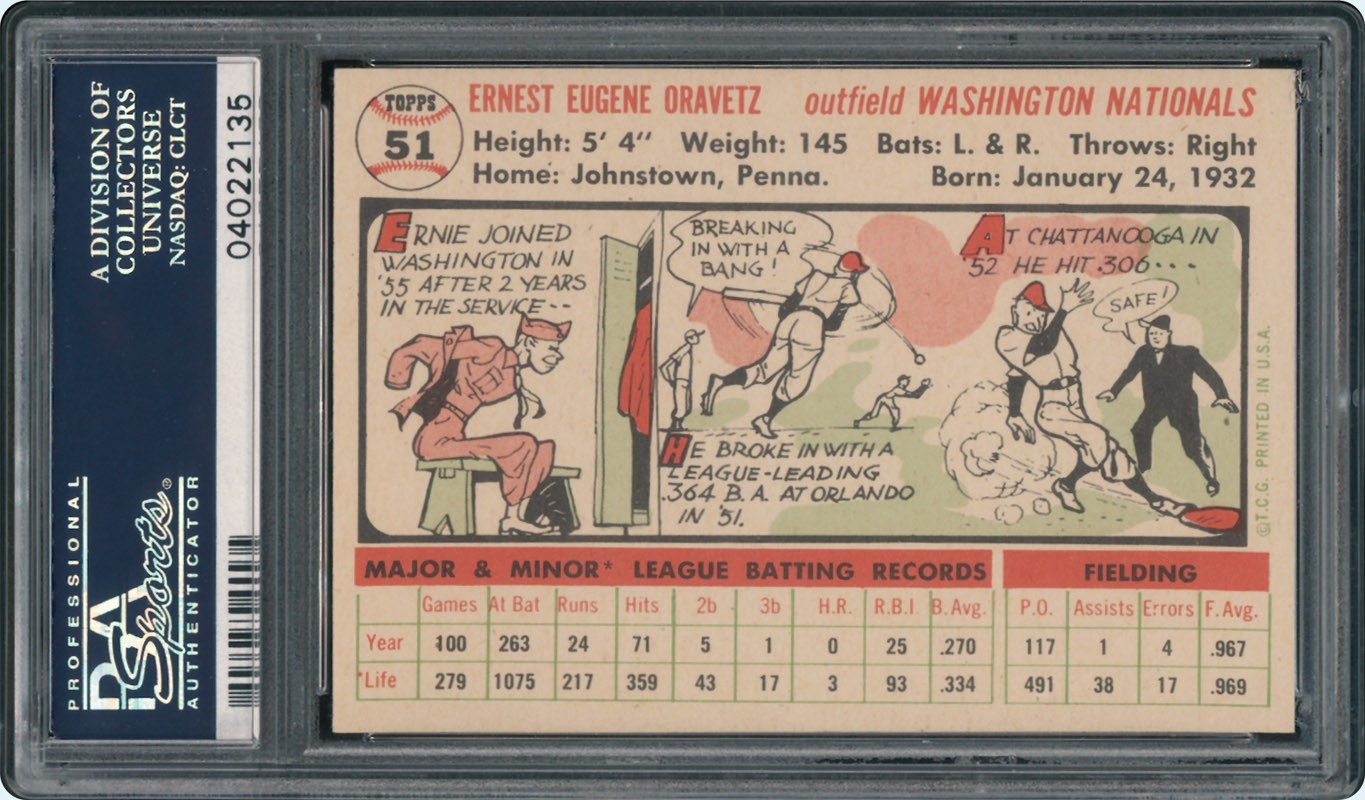 A DIVISION OF
COLLECTORS
UNIVERSE
NASDAQ: CLCT
04022135
PROFESSIONAL
PSA
Sports®
AUTHENTICATOR
TOPPS
51
ERNEST EUGENE ORAVETZ outfield WASHINGTON NATIONALS
Height: 5' 4" Weight: 145 Bats: L. & R. Throws: Right
Home: Johnstown, Penna. Born: January 24, 1932
ERNIE JOINED
WASHINGTON IN
'55 AFTER 2 YEARS
IN THE SERVICE--
BREAKING
IN WITH A
BANG!
HE BROKE IN WITH A
LEAGUE-LEADING
.364 B.A. AT ORLANDO
IN '51.
AT CHATTANOOGA IN
'52 HE HIT .306...
SAFE!
©T.C.G. PRINTED IN U.S.A.
MAJOR & MINOR* LEAGUE BATTING RECORDS FIELDING
Games At Bat Runs Hits 2b 3b H.R. R.B.I. B.Avg. P.O. Assists Errors F. Avg.
Year 100 263 24 71 5 1 0 25 .270 117 1 4 .967
*Life 279 1075 217 359 43 17 3 93 .334 491 38 17 .969